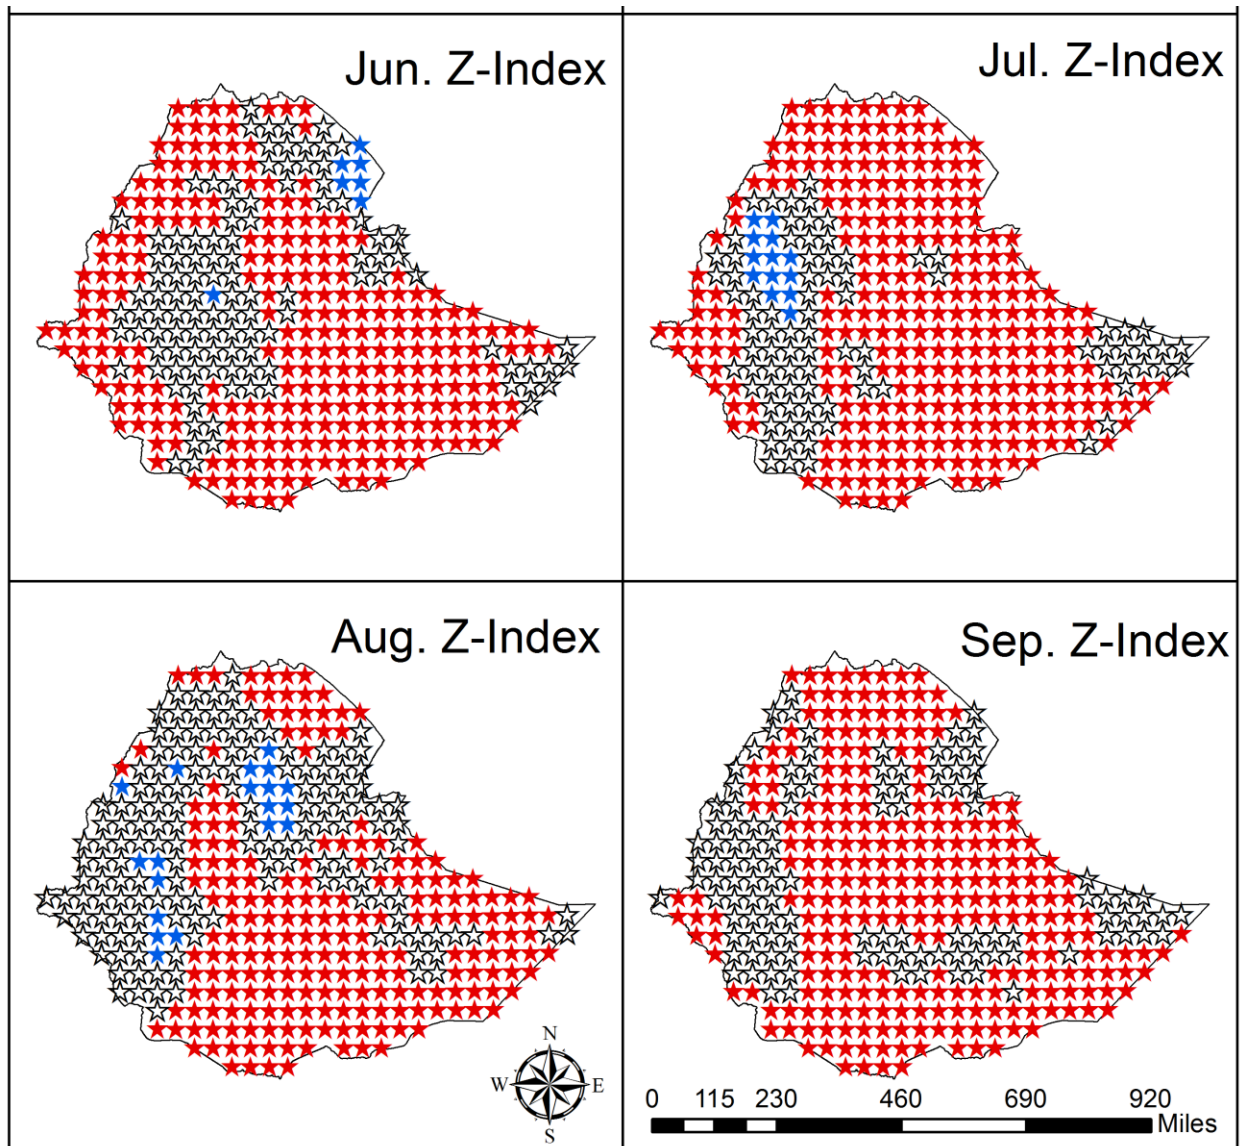 Jun. Z-Index
Jul. Z-Index
Aug. Z-Index
Sep. Z-Index
N
W E
S
0 115 230 460 690 920
Miles